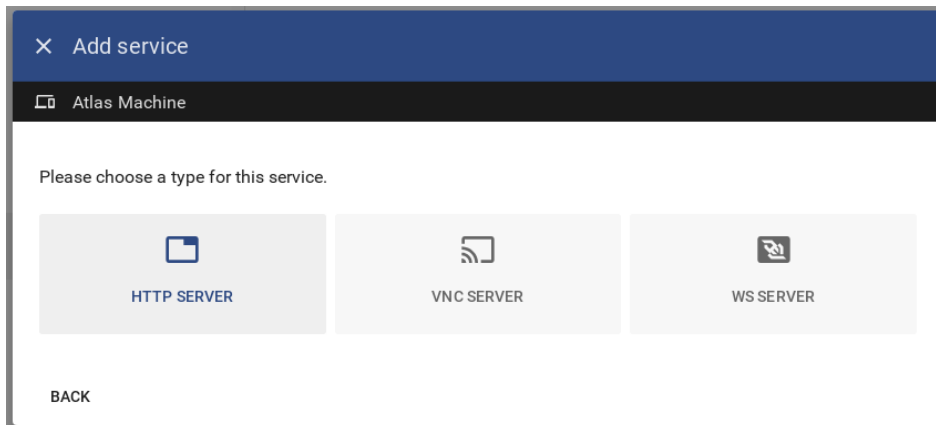 Add service
Atlas Machine
Please choose a type for this service.
HTTP SERVER
VNC SERVER
WS SERVER
BACK